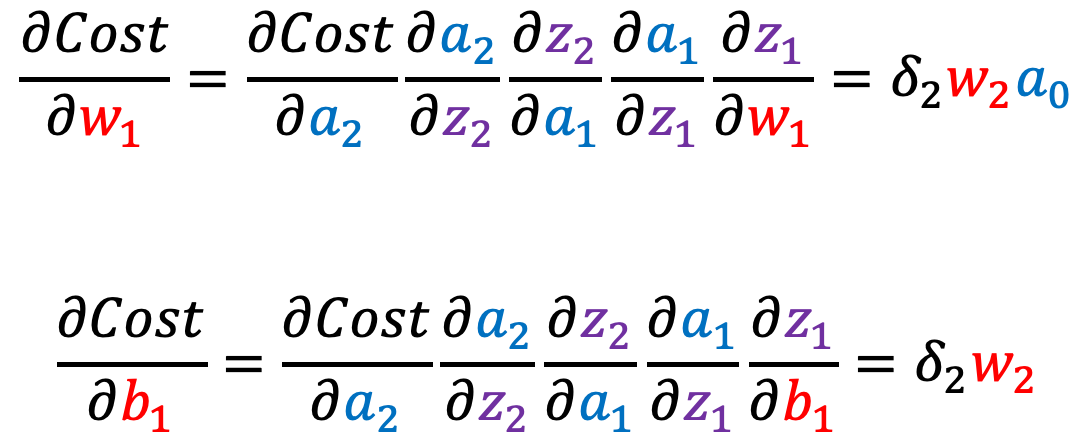 ∂Cost/∂w₁ = ∂Cost/∂a₂ ∂a₂/∂z₂ ∂z₂/∂a₁ ∂a₁/∂z₁ ∂z₁/∂w₁ = δ₂w₂a₀
∂Cost/∂b₁ = ∂Cost/∂a₂ ∂a₂/∂z₂ ∂z₂/∂a₁ ∂a₁/∂z₁ ∂z₁/∂b₁ = δ₂w₂